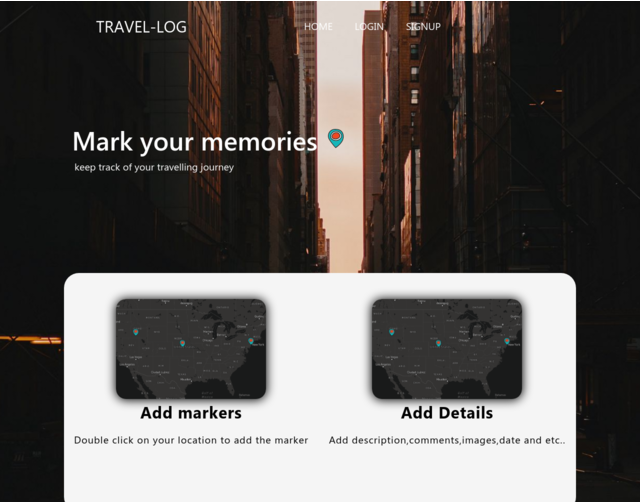 TRAVEL-LOG
HOME LOGIN SIGNUP
Mark your memories
keep track of your travelling journey
Add markers
Double click on your location to add the marker
Add Details
Add description,comments,images,date and etc..